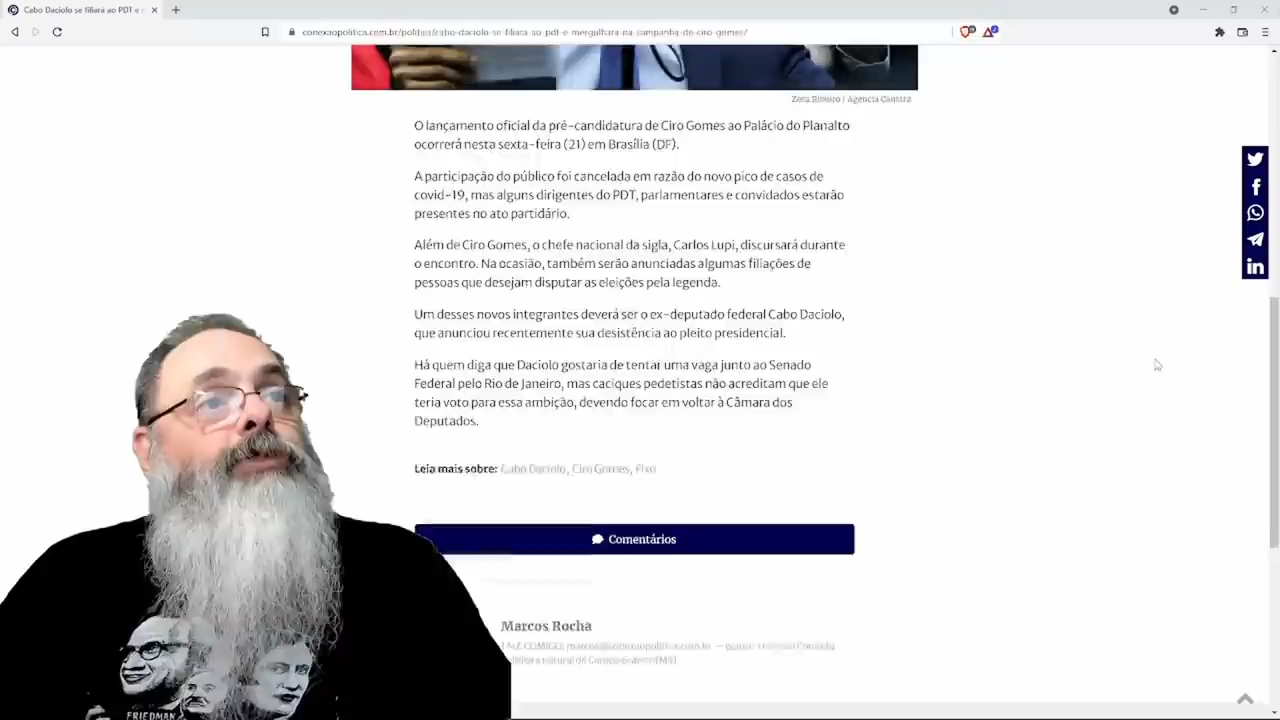 Cabo Daciolo se filiará ao PDT e
conexaopolitica.com.br/politica/cabo-daciolo-se-filiara-ao-pdt-e-mergulhara-na-campanha-de-ciro-gomes/
O lançamento oficial da pré-candidatura de Ciro Gomes ao Palácio do Planalto
ocorrerá nesta sexta-feira (21) em Brasília (DF).
A participação do público foi cancelada em razão do novo pico de casos de
covid-19, mas alguns dirigentes do PDT, parlamentares e convidados estarão
presentes no ato partidário.
Além de Ciro Gomes, o chefe nacional da sigla, Carlos Lupi, discursará durante
o encontro. Na ocasião, também serão anunciadas algumas filiações de
pessoas que desejam disputar as eleições pela legenda.
Um desses novos integrantes deverá ser o ex-deputado federal Cabo Daciolo,
que anunciou recentemente sua desistência ao pleito presidencial.
Há quem diga que Daciolo gostaria de tentar uma vaga junto ao Senado
Federal pelo Rio de Janeiro, mas caciques pedetistas não acreditam que ele
teria voto para essa ambição, devendo focar em voltar à Câmara dos
Deputados.
Leia mais sobre: Cabo Daciolo, Ciro Gomes, Fixo
Comentários
Marcos Rocha
FRIEDMAN